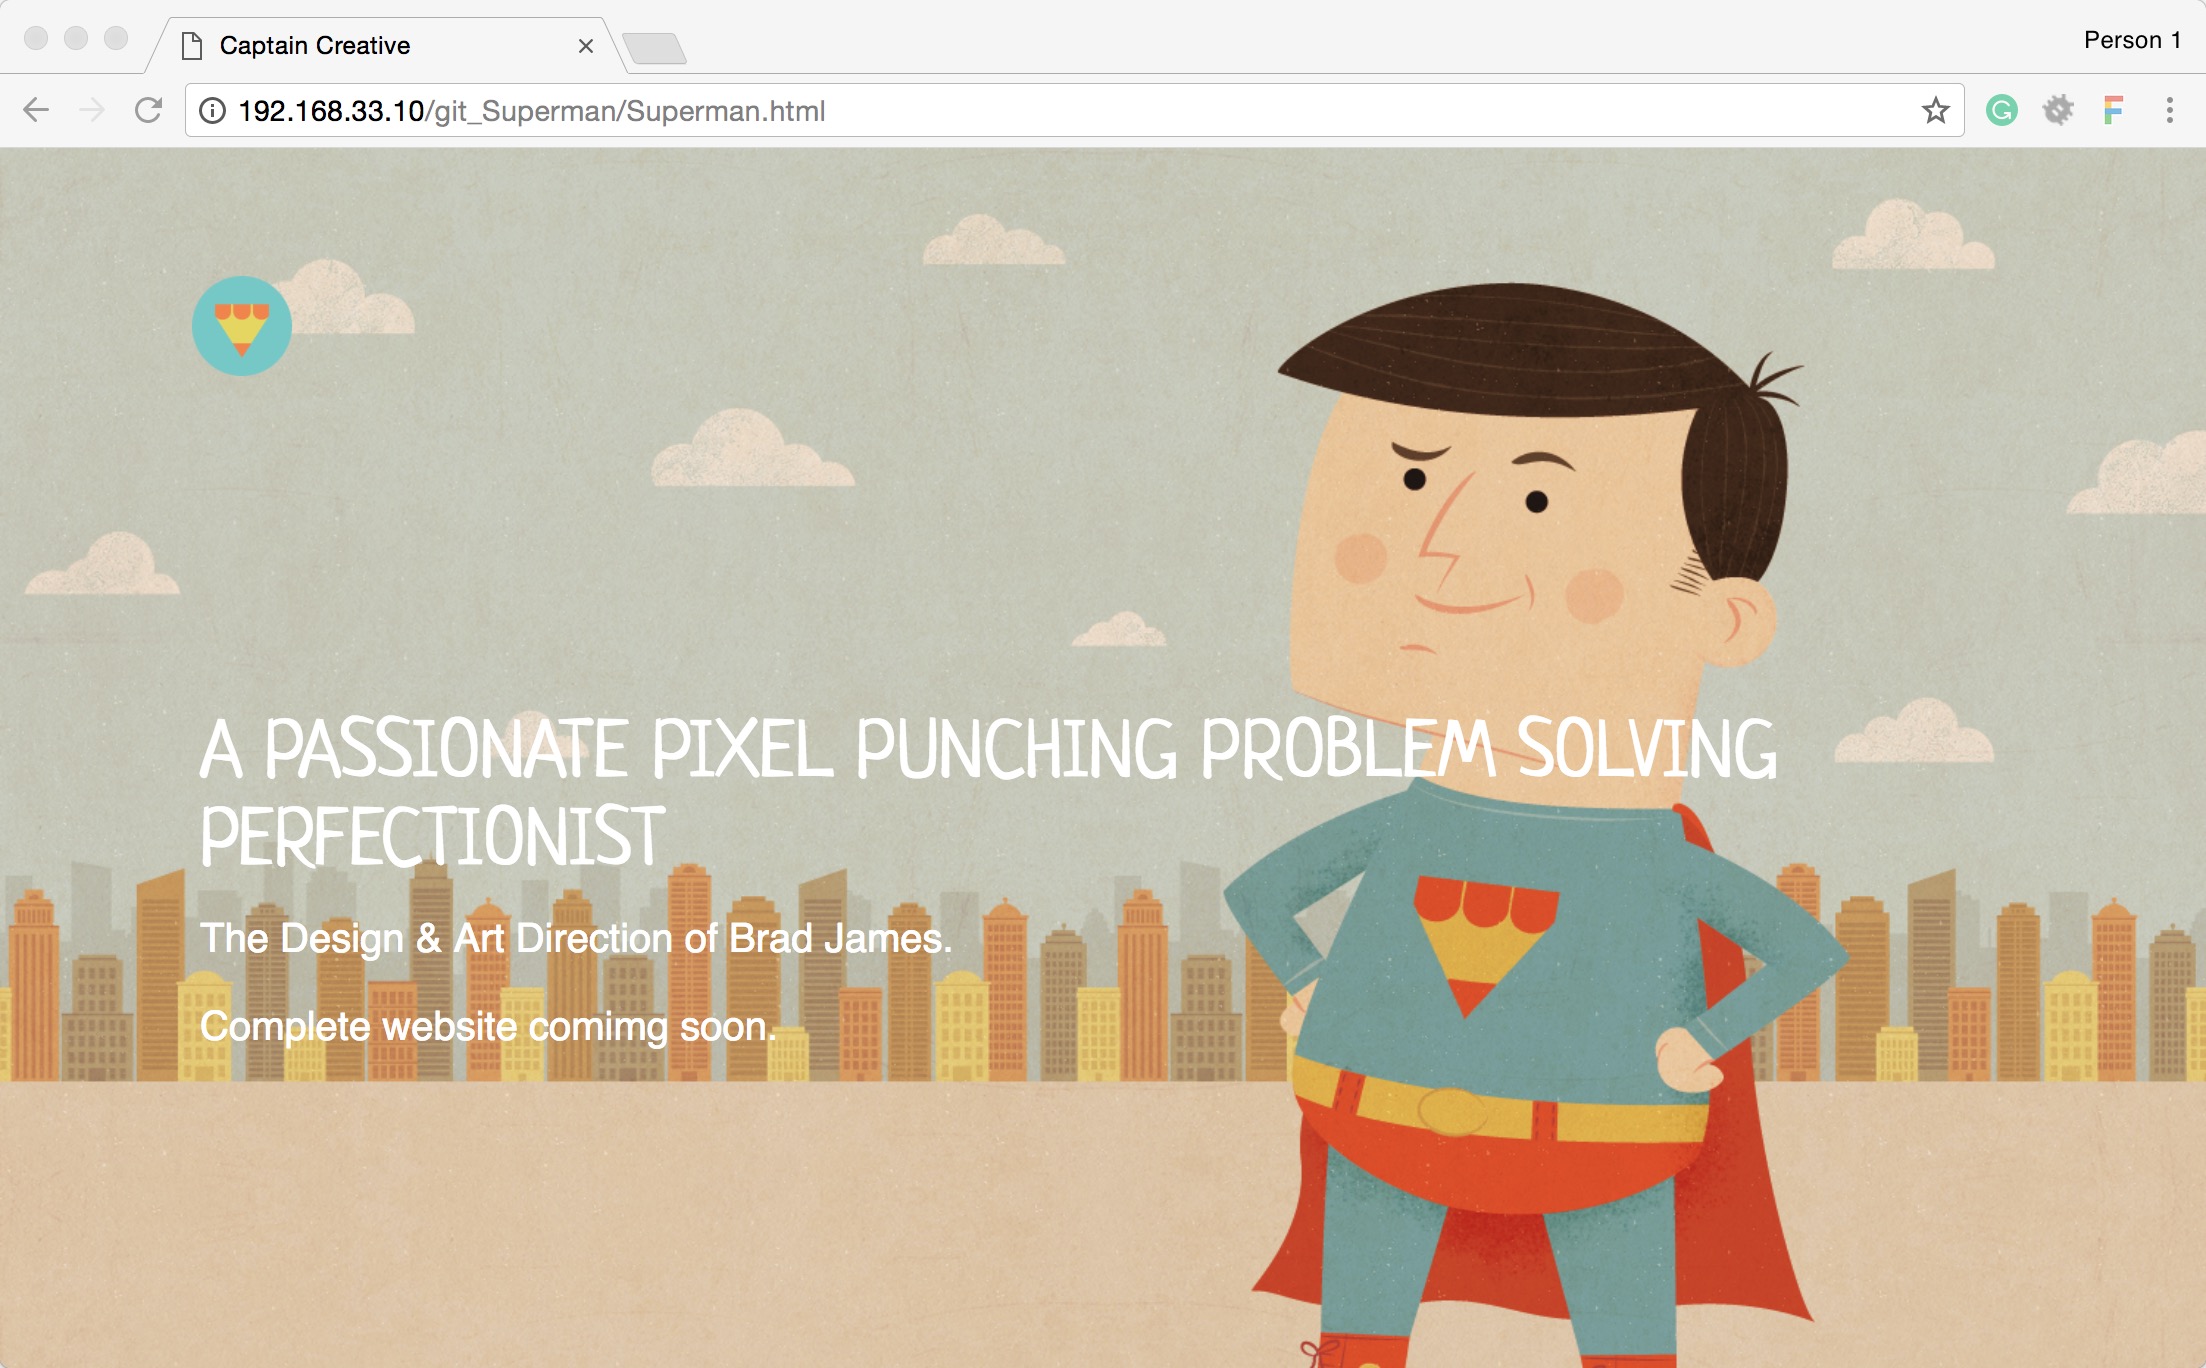 Captain Creative
Person 1
192.168.33.10/git_Superman/Superman.html
A PASSIONATE PIXEL PUNCHING PROBLEM SOLVING
PERFECTIONIST
The Design & Art Direction of Brad James.
Complete website comimg soon.